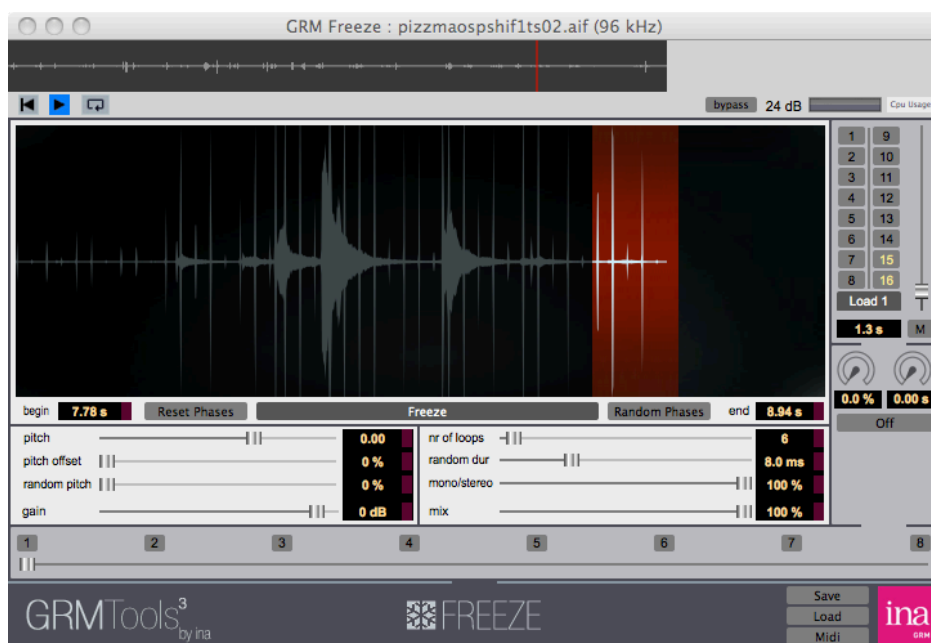 GRM Freeze : pizzmaospshif1ts02.aif (96 kHz)
bypass 24 dB Cpu Usage
1 9
2 10
3 11
4 12
5 13
6 14
7 15
8 16
Load 1
1.3 s M
0.0 % 0.00 s
Off
begin 7.78 s Reset Phases Freeze Random Phases end 8.94 s
pitch 0.00
pitch offset 0 %
random pitch 0 %
gain 0 dB
nr of loops 6
random dur 8.0 ms
mono/stereo 100 %
mix 100 %
1 2 3 4 5 6 7 8
GRMTools3 by ina
FREEZE
Save
Load
Midi
ina
GRM